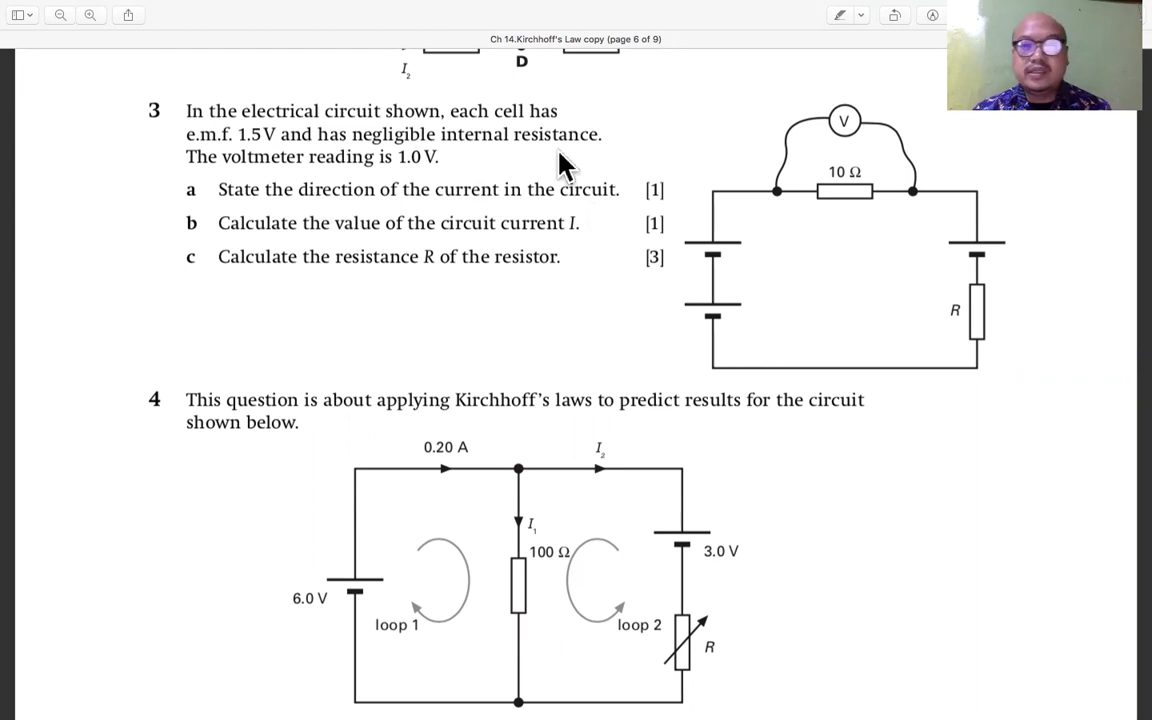 Ch 14.Kirchhoff's Law copy (page 6 of 9)
I₂
D
3 In the electrical circuit shown, each cell has
e.m.f. 1.5 V and has negligible internal resistance.
The voltmeter reading is 1.0 V.
a State the direction of the current in the circuit. [1]
b Calculate the value of the circuit current I. [1]
c Calculate the resistance R of the resistor. [3]
V
10 Ω
R
4 This question is about applying Kirchhoff's laws to predict results for the circuit
shown below.
0.20 A
I₂
I₁
100 Ω
3.0 V
6.0 V
loop 1
loop 2
R